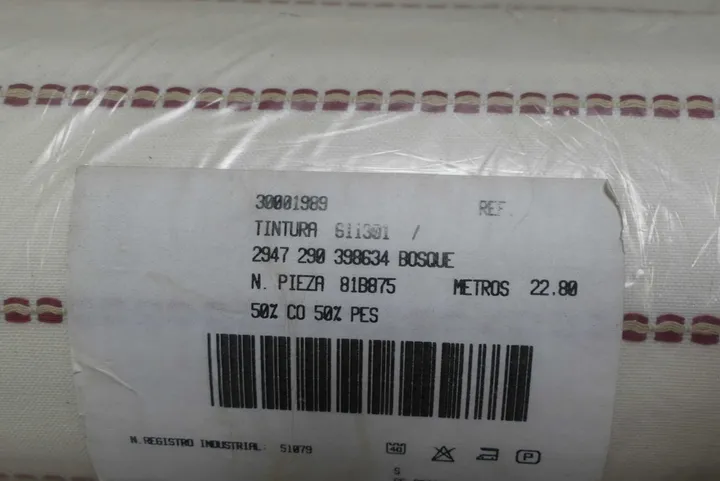 30001989 REF.
TINTURA 611391 /
2947 290 398634 BOSQUE
N. PIEZA 81B875 METROS 22.80
50% CO 50% PES
N.REGISTRO INDUSTRIAL: 51079
40 P